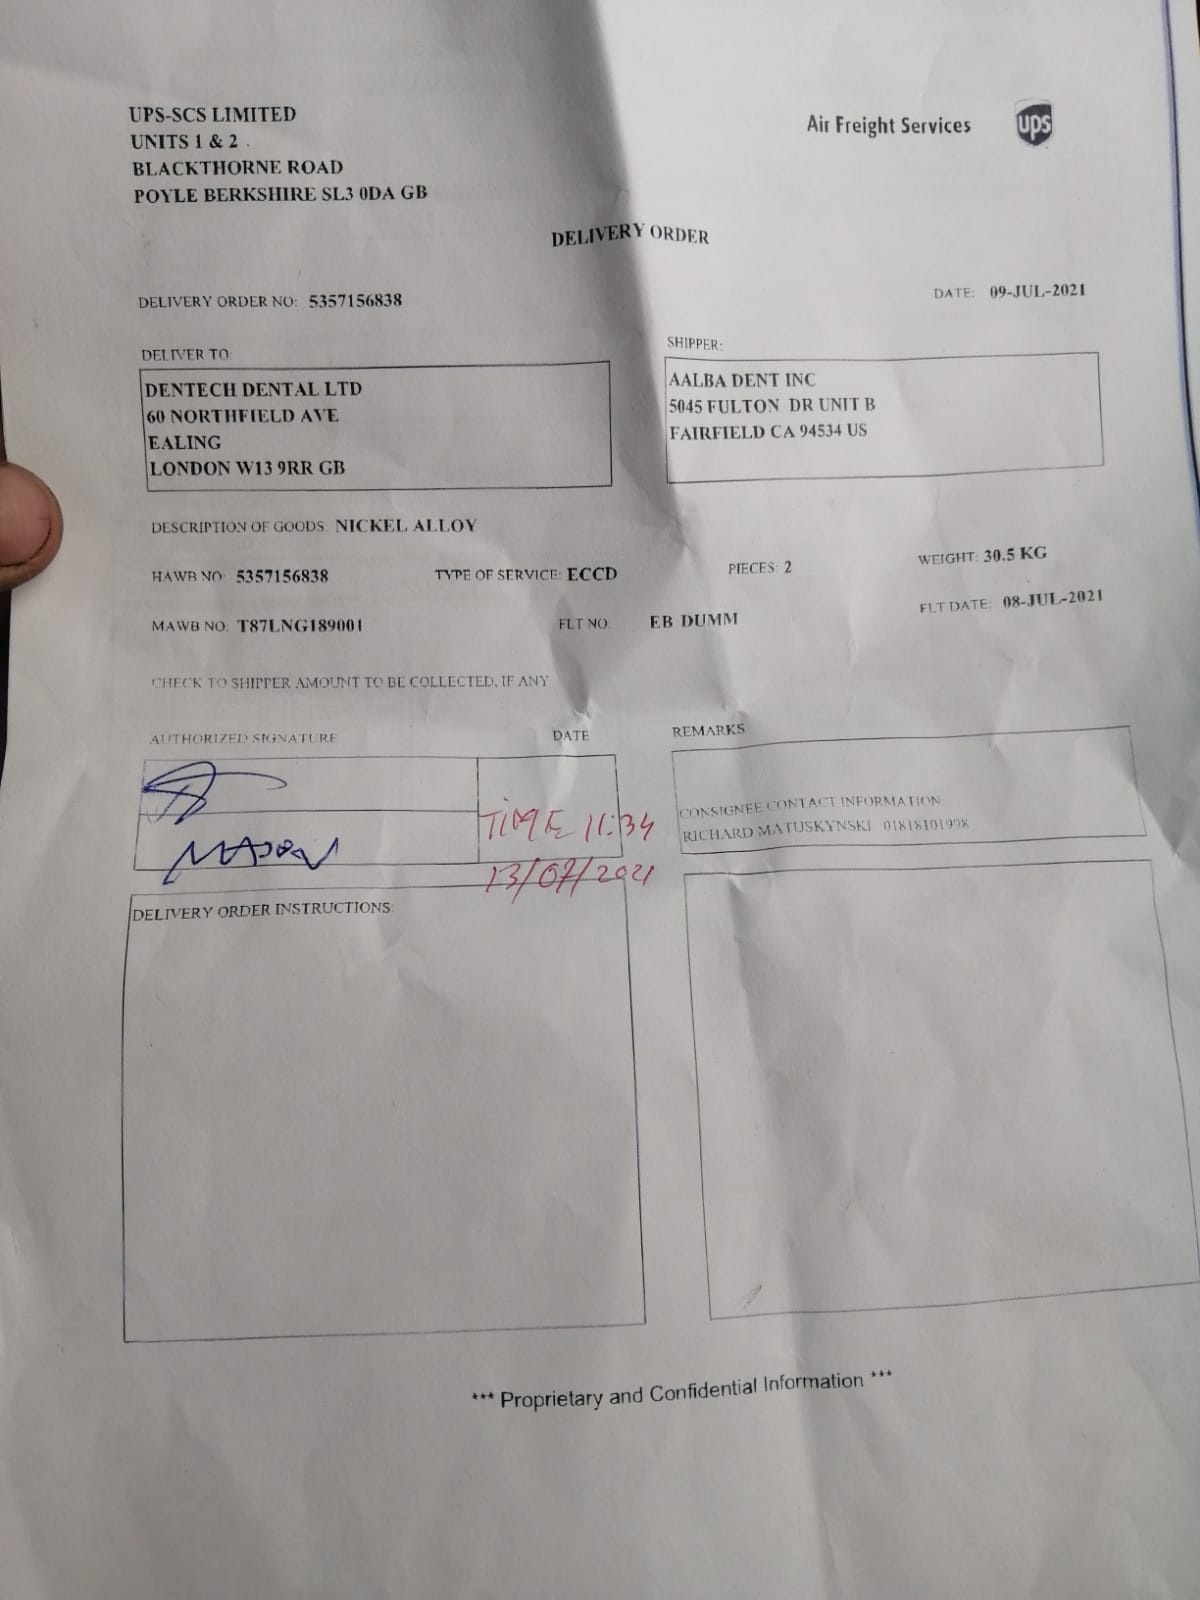 UPS-SCS LIMITED
UNITS 1 & 2
BLACKTHORNE ROAD
POYLE BERKSHIRE SL3 0DA GB
Air Freight Services
ups
DELIVERY ORDER
DELIVERY ORDER NO: 5357156838
DATE: 09-JUL-2021
DELIVER TO:
DENTECH DENTAL LTD
60 NORTHFIELD AVE
EALING
LONDON W13 9RR GB
SHIPPER:
AALBA DENT INC
5045 FULTON DR UNIT B
FAIRFIELD CA 94534 US
DESCRIPTION OF GOODS: NICKEL ALLOY
HAWB NO: 5357156838 TYPE OF SERVICE: ECCD PIECES: 2 WEIGHT: 30.5 KG
MAWB NO: T87LNG189001 FLT NO. EB DUMM FLT DATE: 08-JUL-2021
CHECK TO SHIPPER AMOUNT TO BE COLLECTED, IF ANY
AUTHORIZED SIGNATURE
DATE
TIME 11:34
13/07/2021
REMARKS
CONSIGNEE CONTACT INFORMATION:
RICHARD MATUSKYNSKI 01818101998
DELIVERY ORDER INSTRUCTIONS:
*** Proprietary and Confidential Information ***